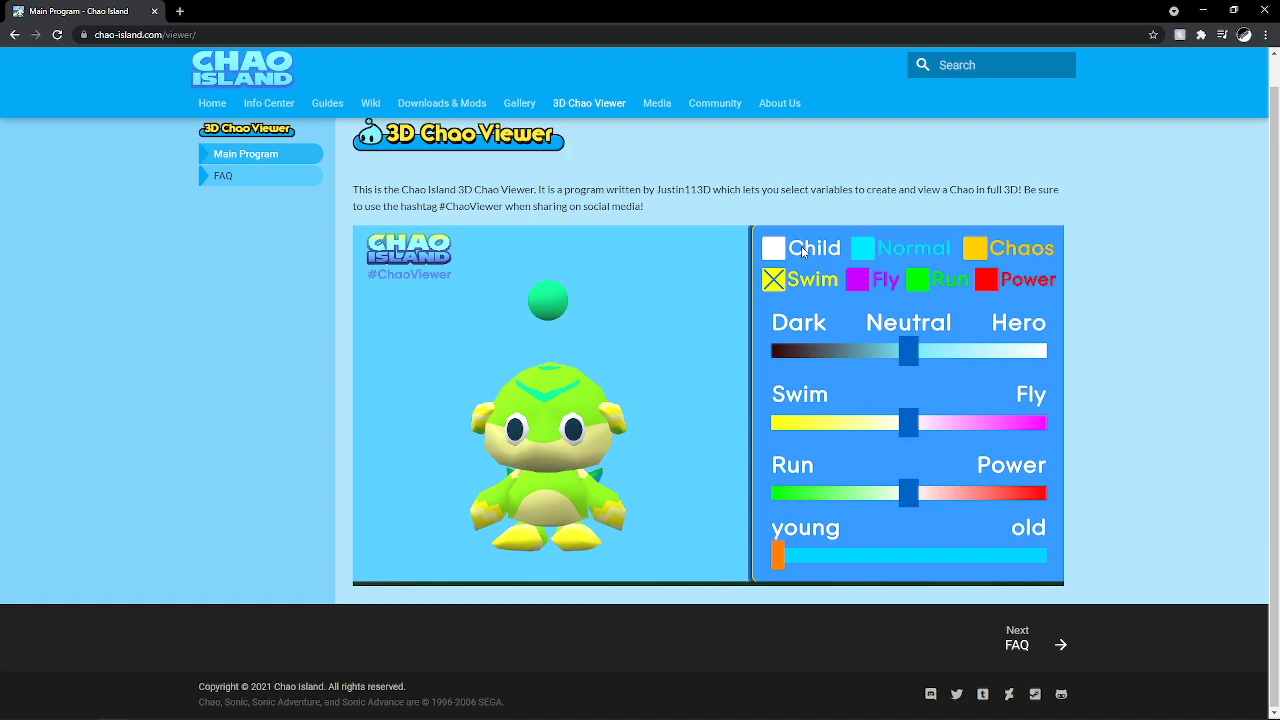 Main Program - Chao Island
chao-island.com/viewer/
CHAO
ISLAND
Search
Home Info Center Guides Wiki Downloads & Mods Gallery 3D Chao Viewer Media Community About Us
3D Chao Viewer
Main Program
FAQ
3D Chao Viewer
This is the Chao Island 3D Chao Viewer. It is a program written by Justin113D which lets you select variables to create and view a Chao in full 3D! Be sure
to use the hashtag #ChaoViewer when sharing on social media!
CHAO
ISLAND
#ChaoViewer
Child Normal Chaos
Swim Fly Run Power
Dark Neutral Hero
Swim Fly
Run Power
young old
Next
FAQ
Copyright © 2021 Chao Island. All rights reserved.
Chao, Sonic, Sonic Adventure, and Sonic Advance are © 1996-2006 SEGA.